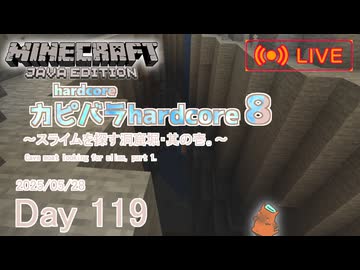 MINECRAFT
JAVA EDITION
LIVE
hardcore
カピバラhardcore 8
～スライムを探す洞窟願・其の壱。～
Cave must looking for slime, part 1.
2025/05/28
Day 119